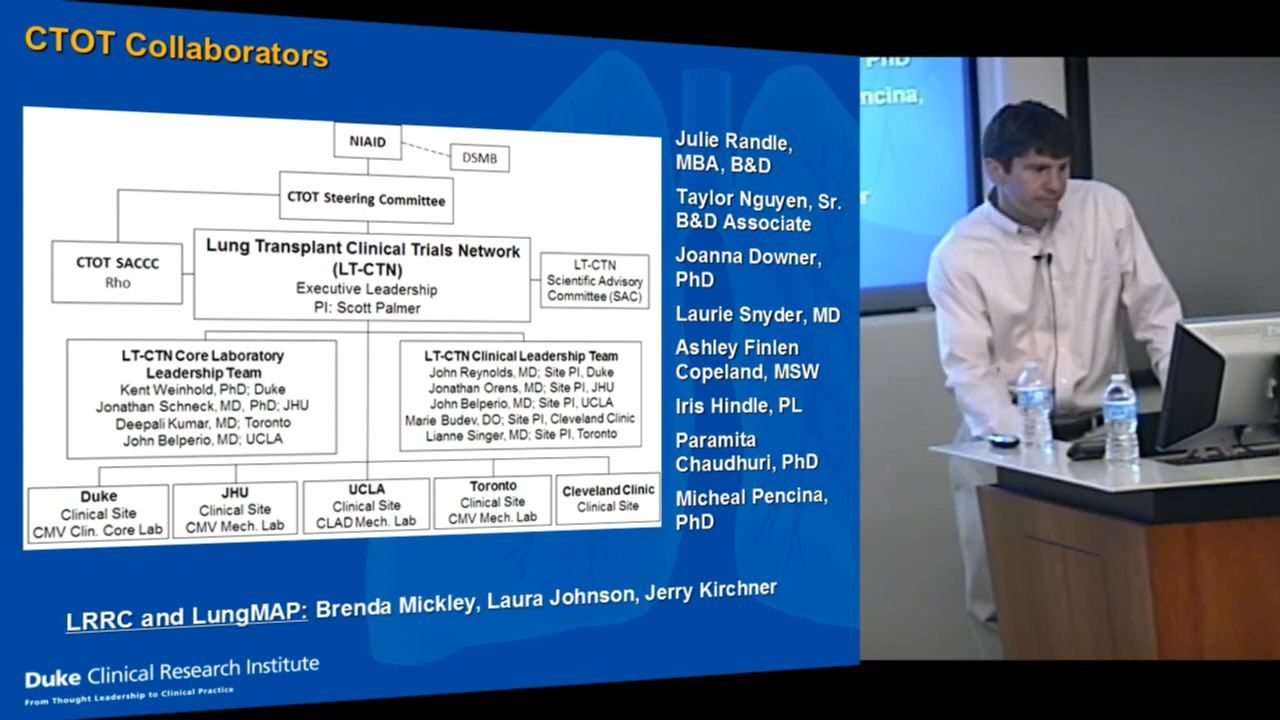 CTOT Collaborators
NIAID
DSMB
CTOT Steering Committee
CTOT SACCC
Rho
Lung Transplant Clinical Trials Network
(LT-CTN)
Executive Leadership
PI: Scott Palmer
LT-CTN
Scientific Advisory
Committee (SAC)
LT-CTN Core Laboratory
Leadership Team
Kent Weinhold, PhD; Duke
Jonathan Schneck, MD, PhD; JHU
Deepali Kumar, MD; Toronto
John Belperio, MD; UCLA
LT-CTN Clinical Leadership Team
John Reynolds, MD; Site PI, Duke
Jonathan Orens, MD; Site PI, JHU
John Belperio, MD; Site PI, UCLA
Marie Budev, DO; Site PI, Cleveland Clinic
Lianne Singer, MD; Site PI, Toronto
Duke
Clinical Site
CMV Clin. Core Lab
JHU
Clinical Site
CMV Mech. Lab
UCLA
Clinical Site
CLAD Mech. Lab
Toronto
Clinical Site
CMV Mech. Lab
Cleveland Clinic
Clinical Site
Julie Randle,
MBA, B&D
Taylor Nguyen, Sr.
B&D Associate
Joanna Downer,
PhD
Laurie Snyder, MD
Ashley Finlen
Copeland, MSW
Iris Hindle, PL
Paramita
Chaudhuri, PhD
Micheal Pencina,
PhD
LRRC and LungMAP: Brenda Mickley, Laura Johnson, Jerry Kirchner
Duke Clinical Research Institute
From Thought Leadership to Clinical Practice
PhD
ncina,